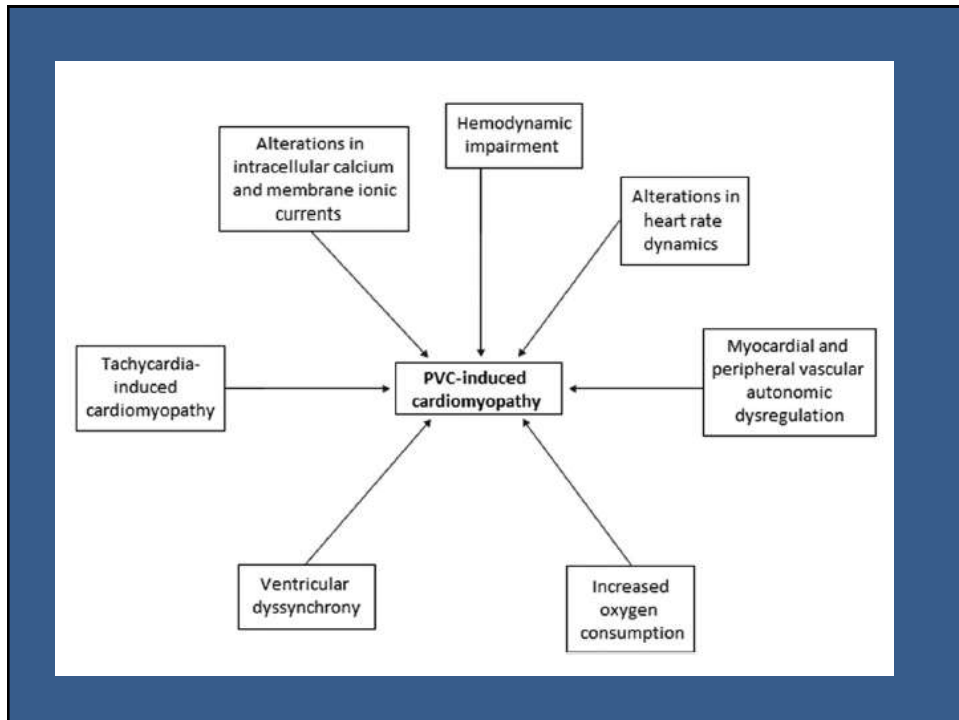 Hemodynamic
impairment
Alterations in
intracellular calcium
and membrane ionic
currents
Alterations in
heart rate
dynamics
Tachycardia-
induced
cardiomyopathy
PVC-induced
cardiomyopathy
Myocardial and
peripheral vascular
autonomic
dysregulation
Ventricular
dyssynchrony
Increased
oxygen
consumption